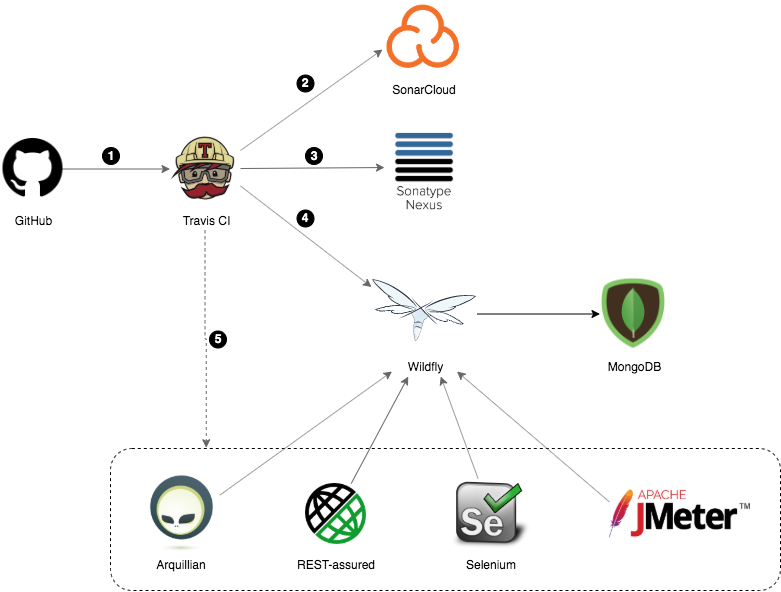 SonarCloud
2
1
3
T
Sonatype
Nexus
GitHub
Travis CI
4
5
Wildfly
MongoDB
APACHE
JMeter™
Se
Arquillian
REST-assured
Selenium